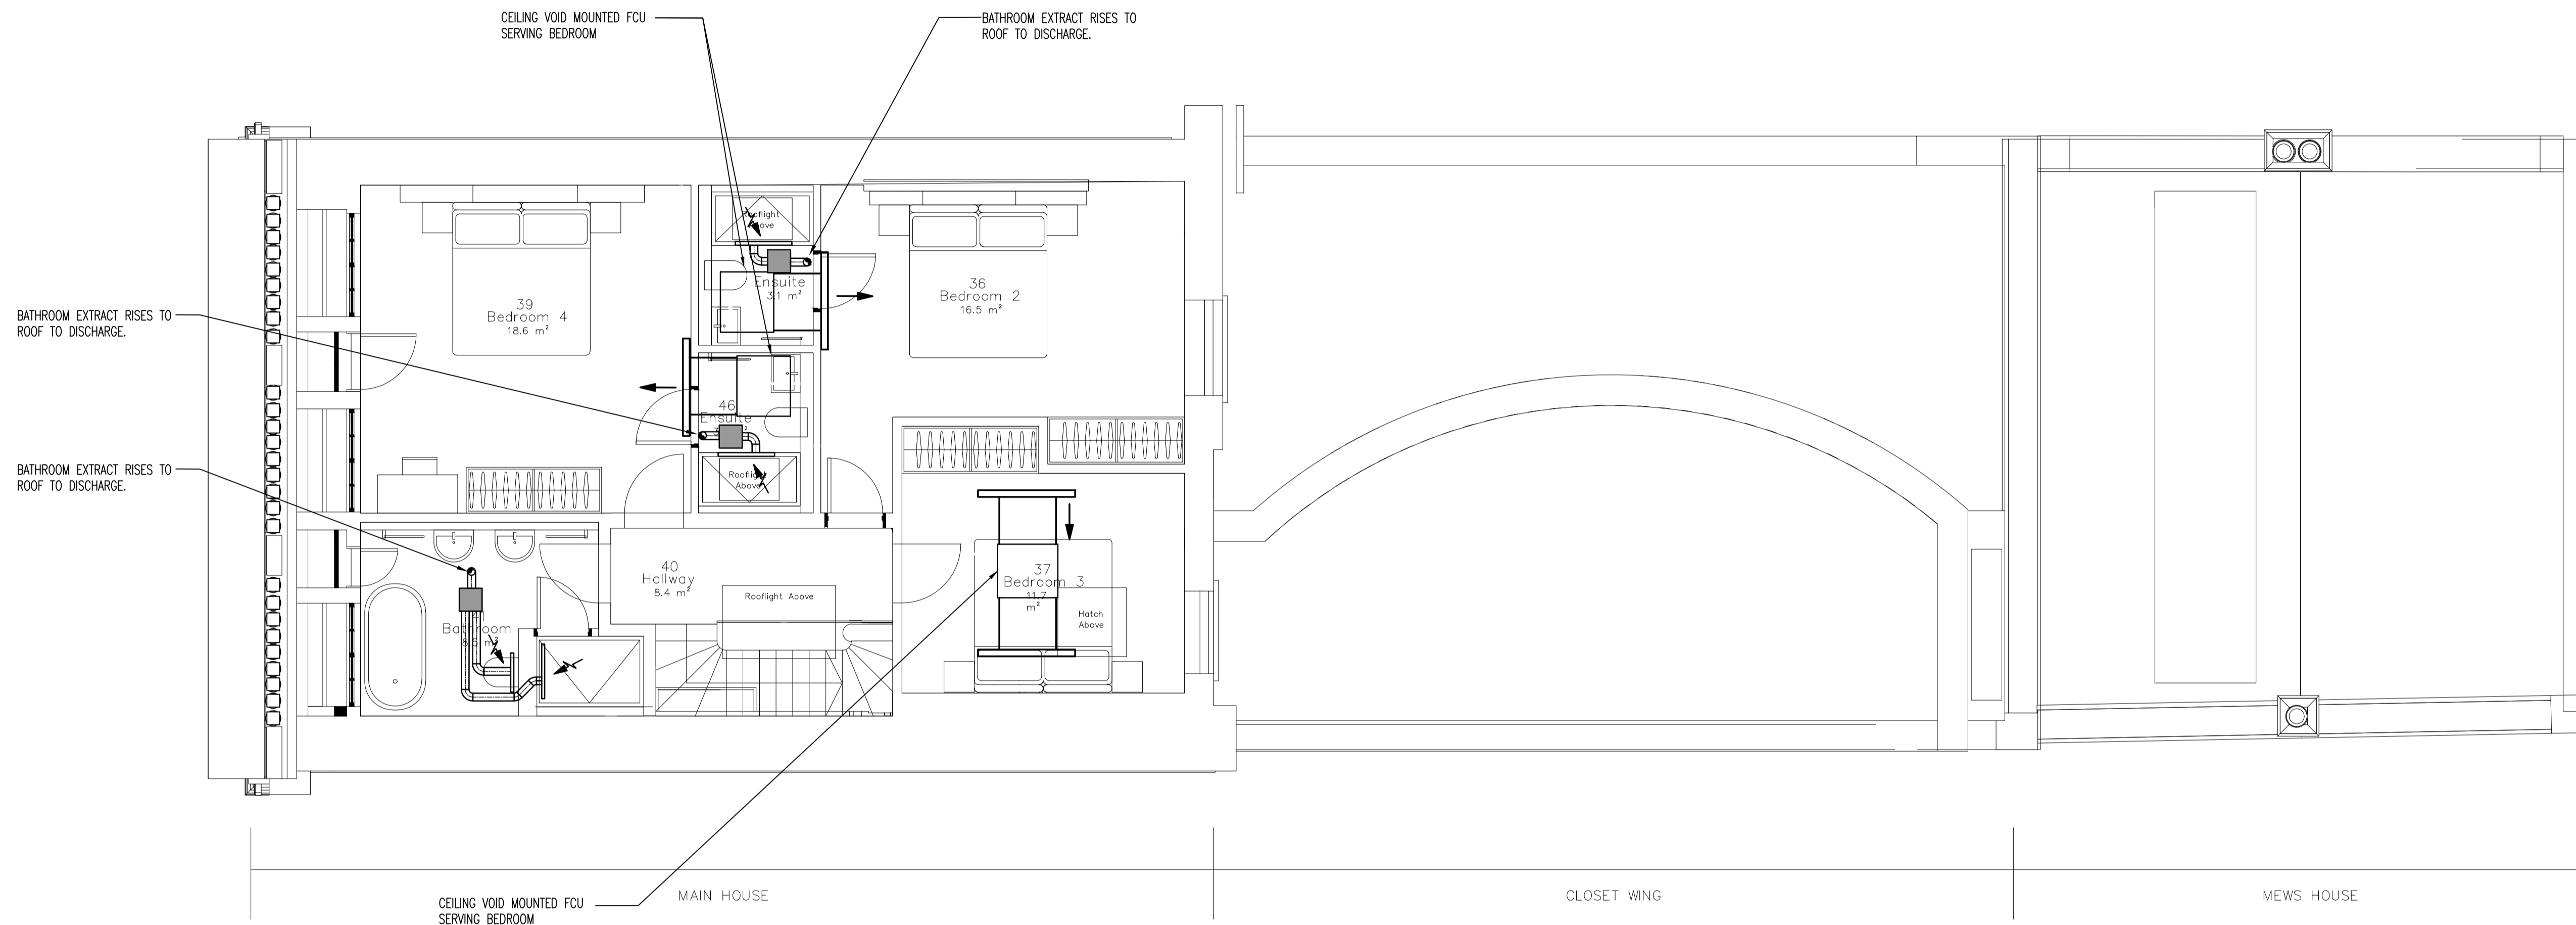 CEILING VOID MOUNTED FCU
SERVING BEDROOM
BATHROOM EXTRACT RISES TO
ROOF TO DISCHARGE.
Rooflight
Above
Ensuite
3.1 m²
36
Bedroom 2
16.5 m²
39
Bedroom 4
18.6 m²
BATHROOM EXTRACT RISES TO
ROOF TO DISCHARGE.
46
Ensuite
Rooflight
Above
BATHROOM EXTRACT RISES TO
ROOF TO DISCHARGE.
40
Hallway
8.4 m²
Rooflight Above
37
Bedroom 3
11.7
m²
Hatch
Above
Bathroom
8.5 m²
MAIN HOUSE
CLOSET WING
MEWS HOUSE
CEILING VOID MOUNTED FCU
SERVING BEDROOM